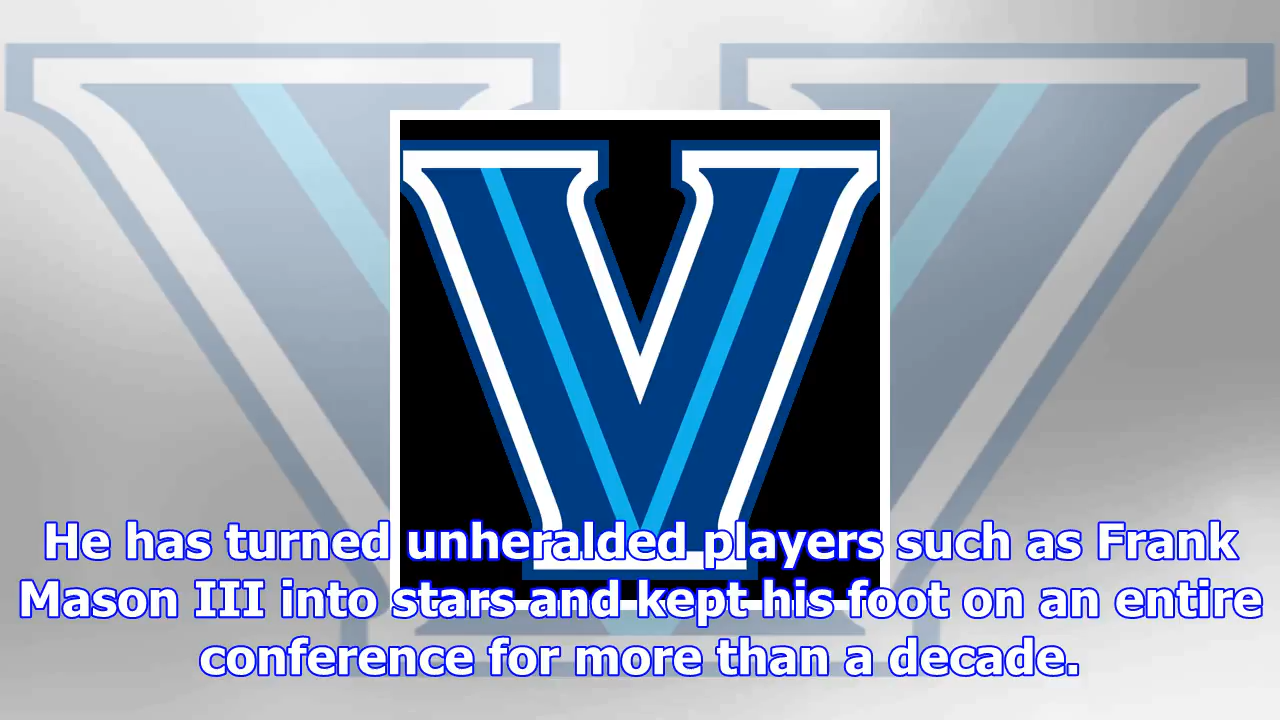 V
He has turned unheralded players such as Frank
Mason III into stars and kept his foot on an entire
conference for more than a decade.